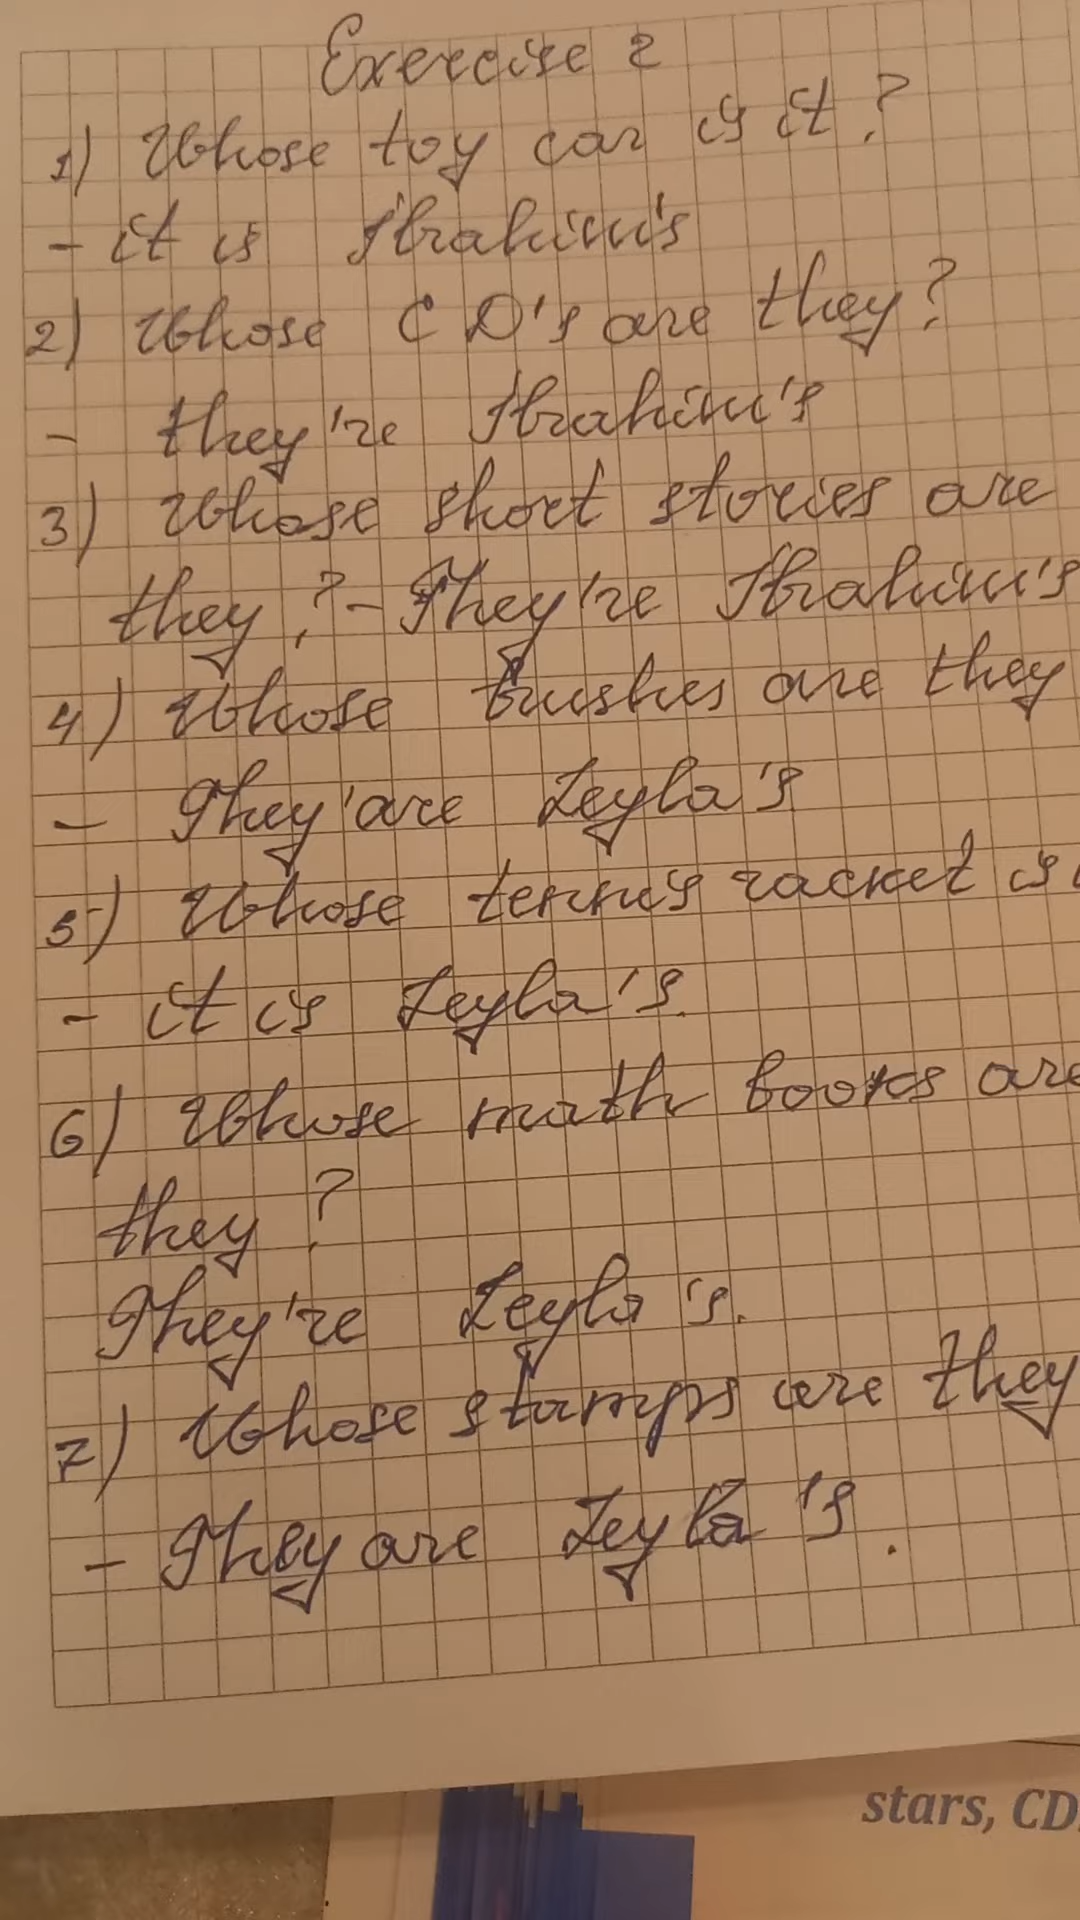 Exercise 2
1) Whose toy car is it?
- it is Ibrahim's
2) Whose CD's are they?
- they're Ibrahim's
3) Whose short stories are
they? - They're Ibrahim's
4) Whose brushes are they
- They'are Leyla's
5) Whose tennis racket is
- it is Leyla's.
6) Whose math books are
they?
They're Leyla's.
7) Whose stamps are they
- They are Leyla's.
stars, CD